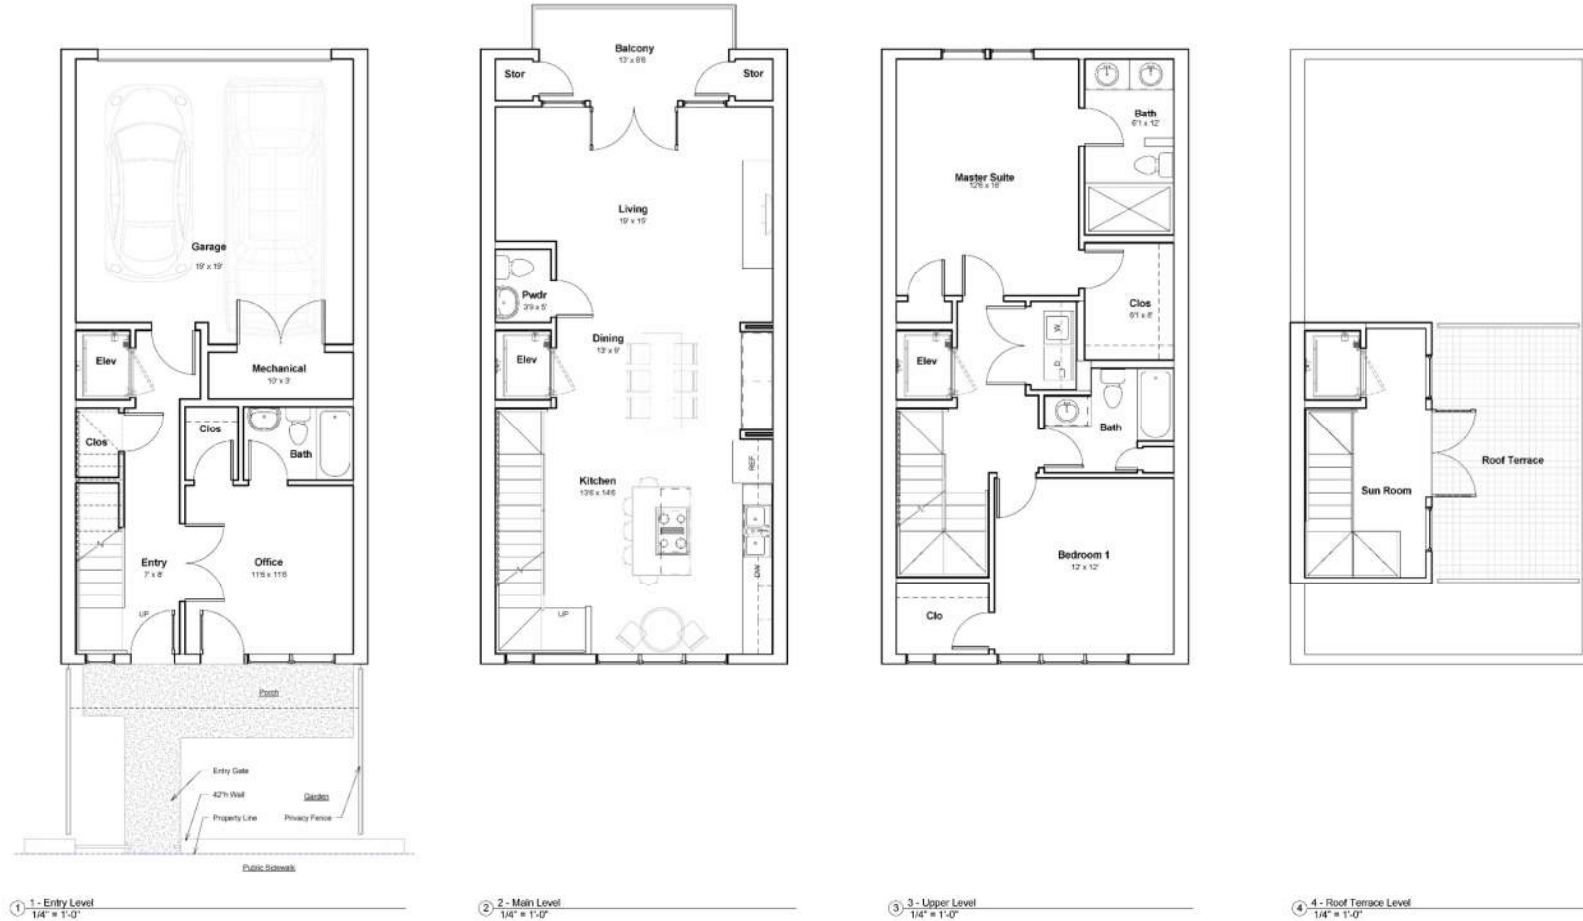 Garage
19' x 19'
Elev
Mechanical
10' x 3'
Clos
Clos
Bath
Entry
7' x 8'
Office
11'6 x 11'6
UP
Porch
Entry Gate
42"h Wall
Garden
Property Line
Privacy Fence
Public Sidewalk
1
1 - Entry Level
1/4" = 1'-0"
Balcony
13' x 8'6
Stor
Stor
Living
19' x 15'
Pwdr
3'9 x 5'
Dining
13' x 9'
Elev
REF
Kitchen
13'6 x 14'6
DW
UP
2
2 - Main Level
1/4" = 1'-0"
Bath
6'1 x 12'
Master Suite
12'6 x 16'
Clos
6'1 x 8'
W
D
Elev
Bath
Bedroom 1
12' x 12'
Clo
3
3 - Upper Level
1/4" = 1'-0"
Roof Terrace
Sun Room
4
4 - Roof Terrace Level
1/4" = 1'-0"